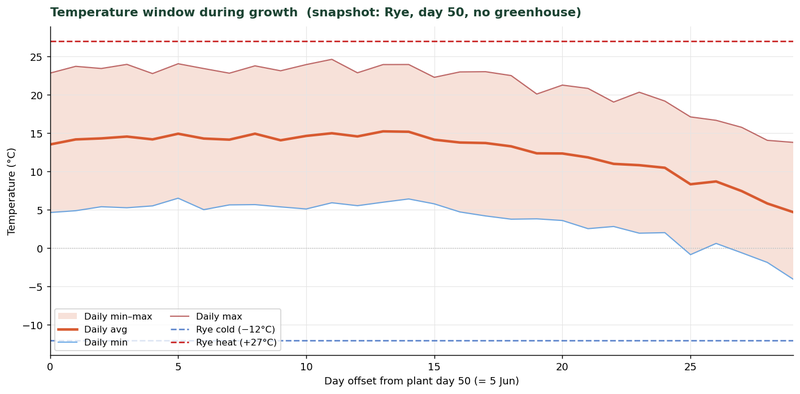 Temperature window during growth  (snapshot: Rye, day 50, no greenhouse)
Temperature (°C)
25
20
15
10
5
0
−5
−10
Daily min–max
Daily avg
Daily min
Daily max
Rye cold (−12°C)
Rye heat (+27°C)
0 5 10 15 20 25
Day offset from plant day 50 (= 5 Jun)